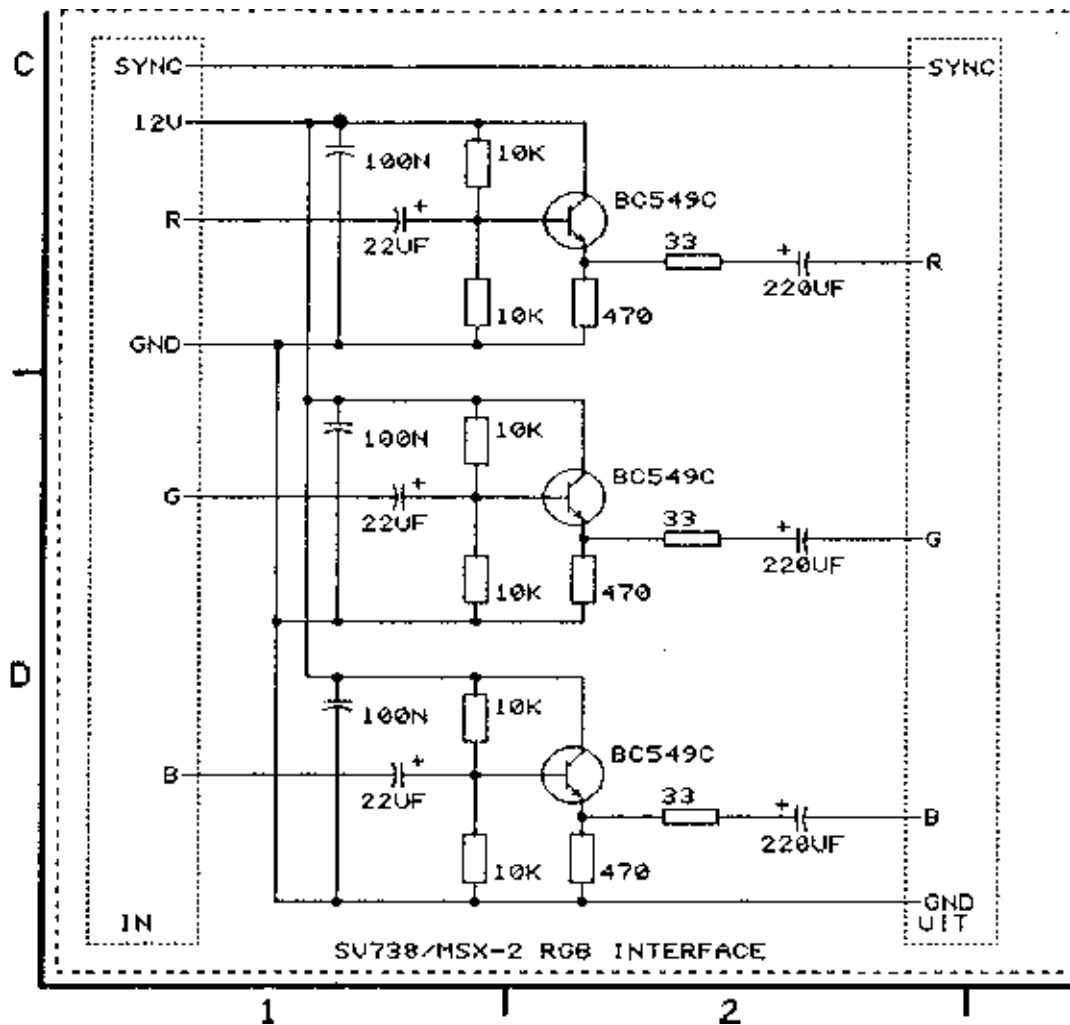 C
SYNC SYNC
12V
100N 10K
BC549C
R 22UF + 33 + R
220UF
10K 470
GND
100N 10K
BC549C
G 22UF + 33 + G
220UF
10K 470
D
100N 10K
BC549C
B 22UF + 33 + B
220UF
10K 470
GND
IN UIT
SV738/MSX-2 RGB INTERFACE
1 2